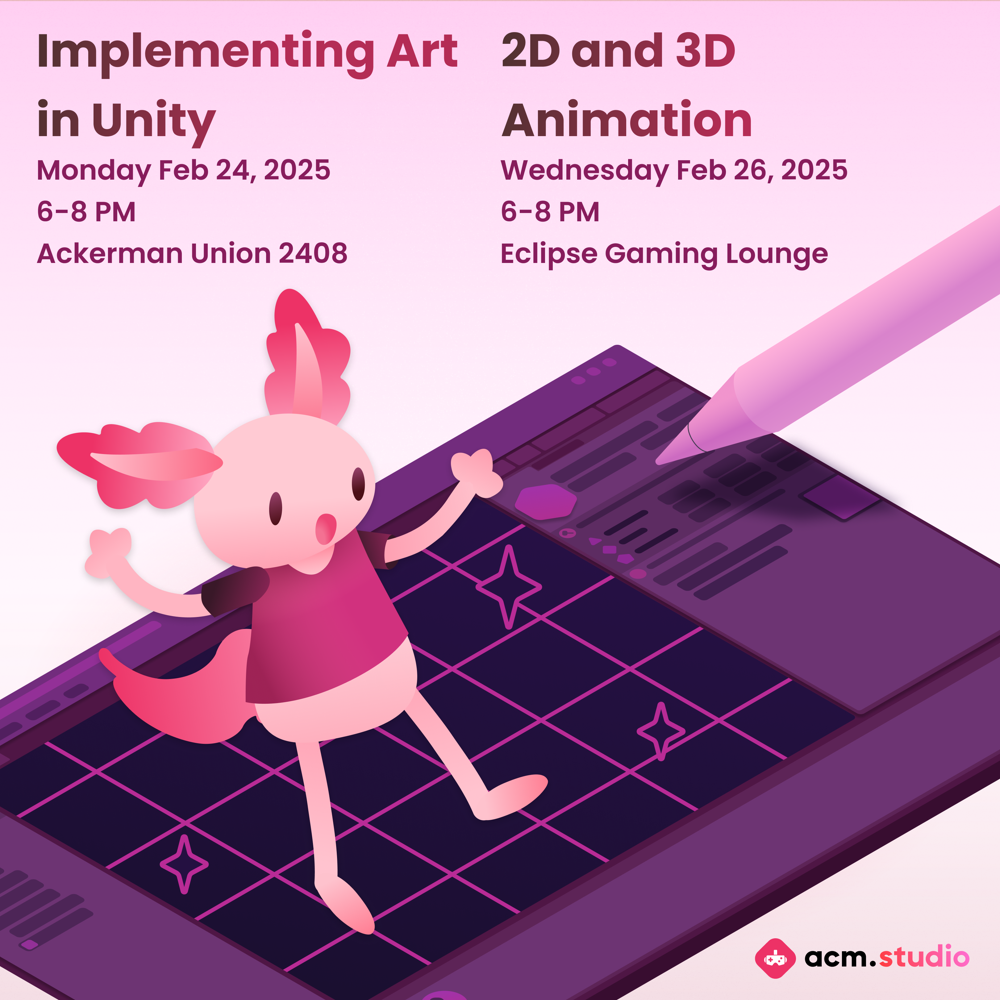 Implementing Art
in Unity
Monday Feb 24, 2025
6-8 PM
Ackerman Union 2408
2D and 3D
Animation
Wednesday Feb 26, 2025
6-8 PM
Eclipse Gaming Lounge
acm.studio